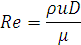 Re = ρuD / μ